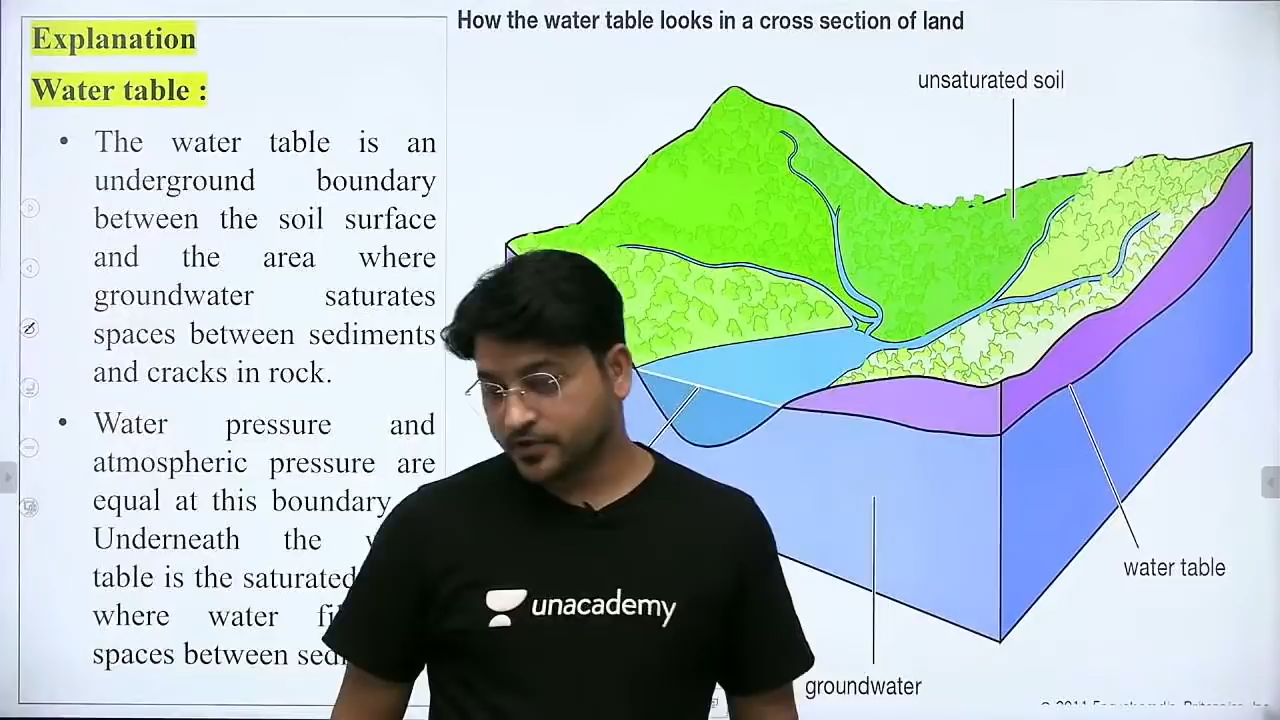 Explanation
Water table :
• The water table is an
underground boundary
between the soil surface
and the area where
groundwater saturates
spaces between sediments
and cracks in rock.
• Water pressure and
atmospheric pressure are
equal at this boundary
Underneath the
table is the saturated
where water
spaces between
How the water table looks in a cross section of land
unsaturated soil
water table
groundwater
unacademy